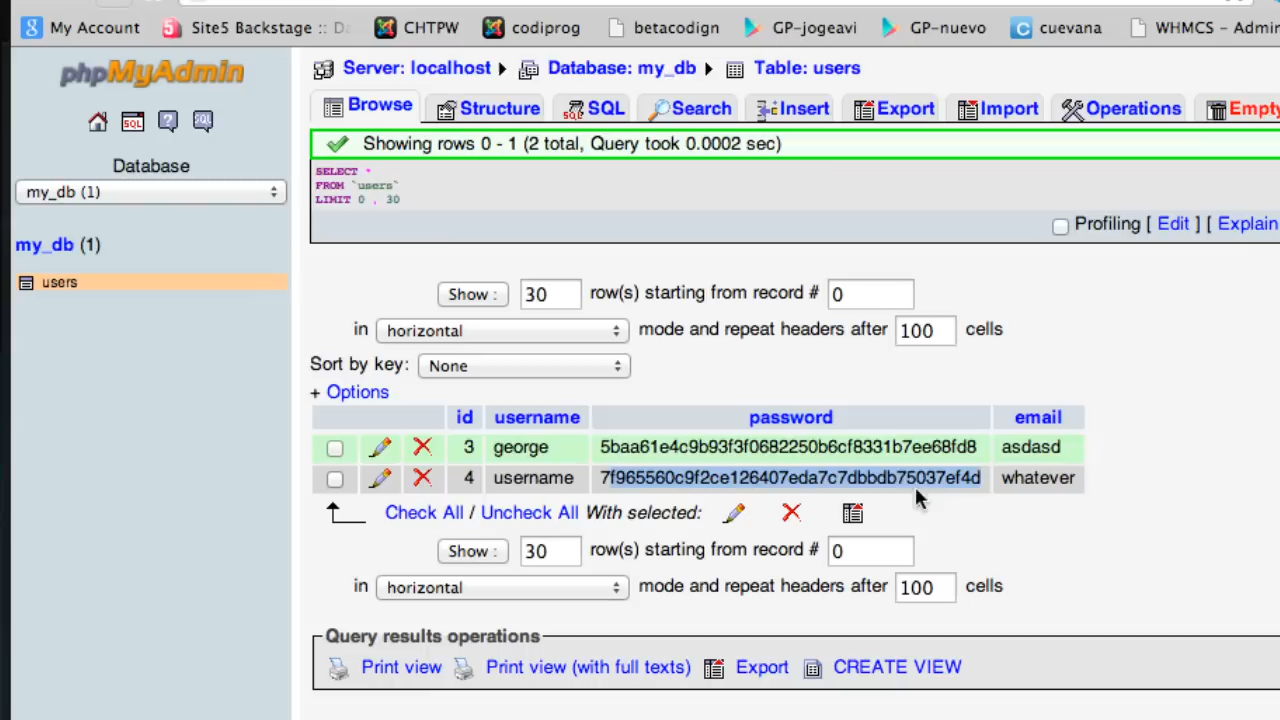 My Account Site5 Backstage :: Da CHTPW codiprog betacodign GP-jogeavi GP-nuevo cuevana WHMCS - Admin
phpMyAdmin
Server: localhost Database: my_db Table: users
Browse Structure SQL Search Insert Export Import Operations Empty
SQL ? SQL
Database
my_db (1)
my_db (1)
users
Showing rows 0 - 1 (2 total, Query took 0.0002 sec)
SELECT *
FROM `users`
LIMIT 0 , 30
Profiling [ Edit ] [ Explain
Show : 30 row(s) starting from record # 0
in horizontal mode and repeat headers after 100 cells
Sort by key: None
+ Options
id username password email
3 george 5baa61e4c9b93f3f0682250b6cf8331b7ee68fd8 asdasd
4 username 7f965560c9f2ce126407eda7c7dbbdb75037ef4d whatever
Check All / Uncheck All With selected:
Show : 30 row(s) starting from record # 0
in horizontal mode and repeat headers after 100 cells
Query results operations
Print view Print view (with full texts) Export CREATE VIEW